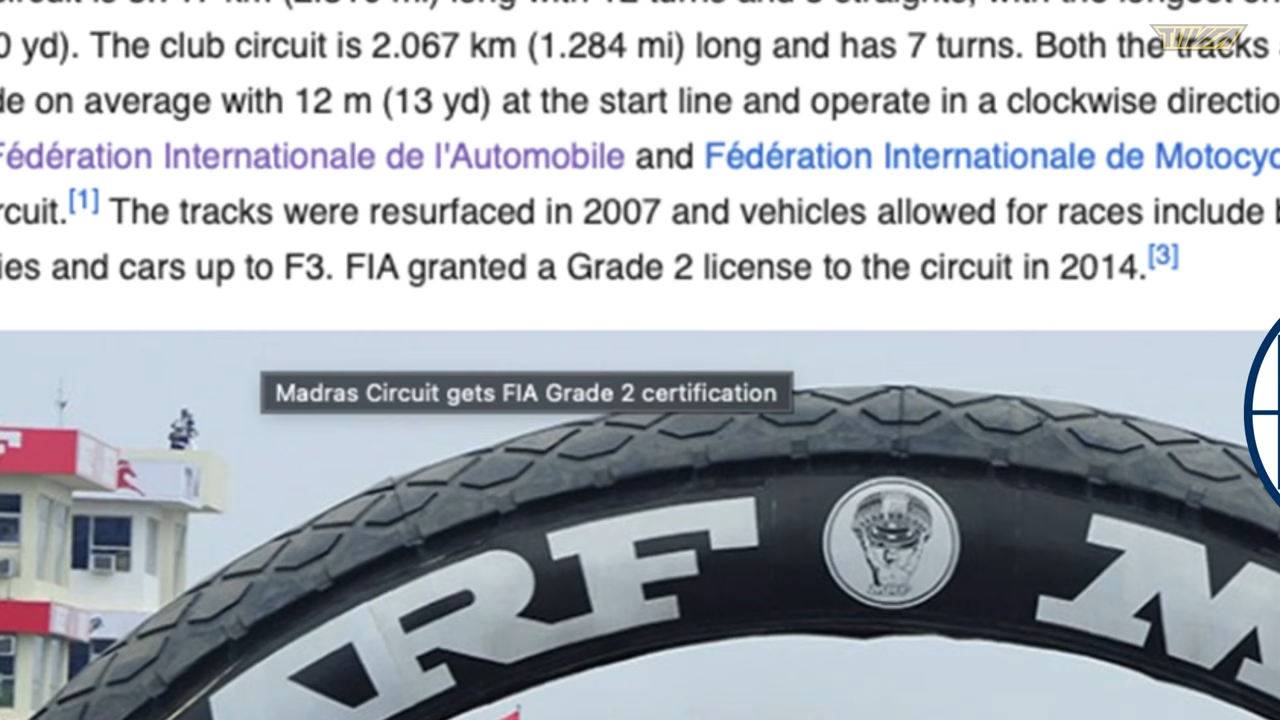 0 yd). The club circuit is 2.067 km (1.284 mi) long and has 7 turns. Both the tracks
de on average with 12 m (13 yd) at the start line and operate in a clockwise directio
Fédération Internationale de l'Automobile and Fédération Internationale de Motocyc
rcuit.[1] The tracks were resurfaced in 2007 and vehicles allowed for races include
ies and cars up to F3. FIA granted a Grade 2 license to the circuit in 2014.[3]
Madras Circuit gets FIA Grade 2 certification
RF M